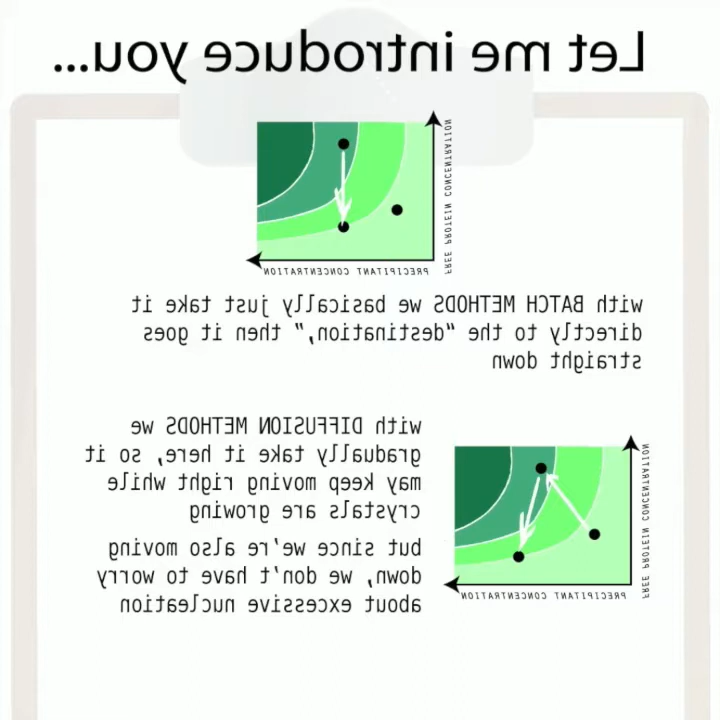 Let me introduce you...
FREE PROTEIN CONCENTRATION
PRECIPITANT CONCENTRATION
with BATCH METHODS we basically just take it
directly to the “destination,” then it goes
straight down
with DIFFUSION METHODS we
gradually take it here, so it
may keep moving right while
crystals are growing
but since we're also moving
down, we don't have to worry
about excessive nucleation
FREE PROTEIN CONCENTRATION
PRECIPITANT CONCENTRATION